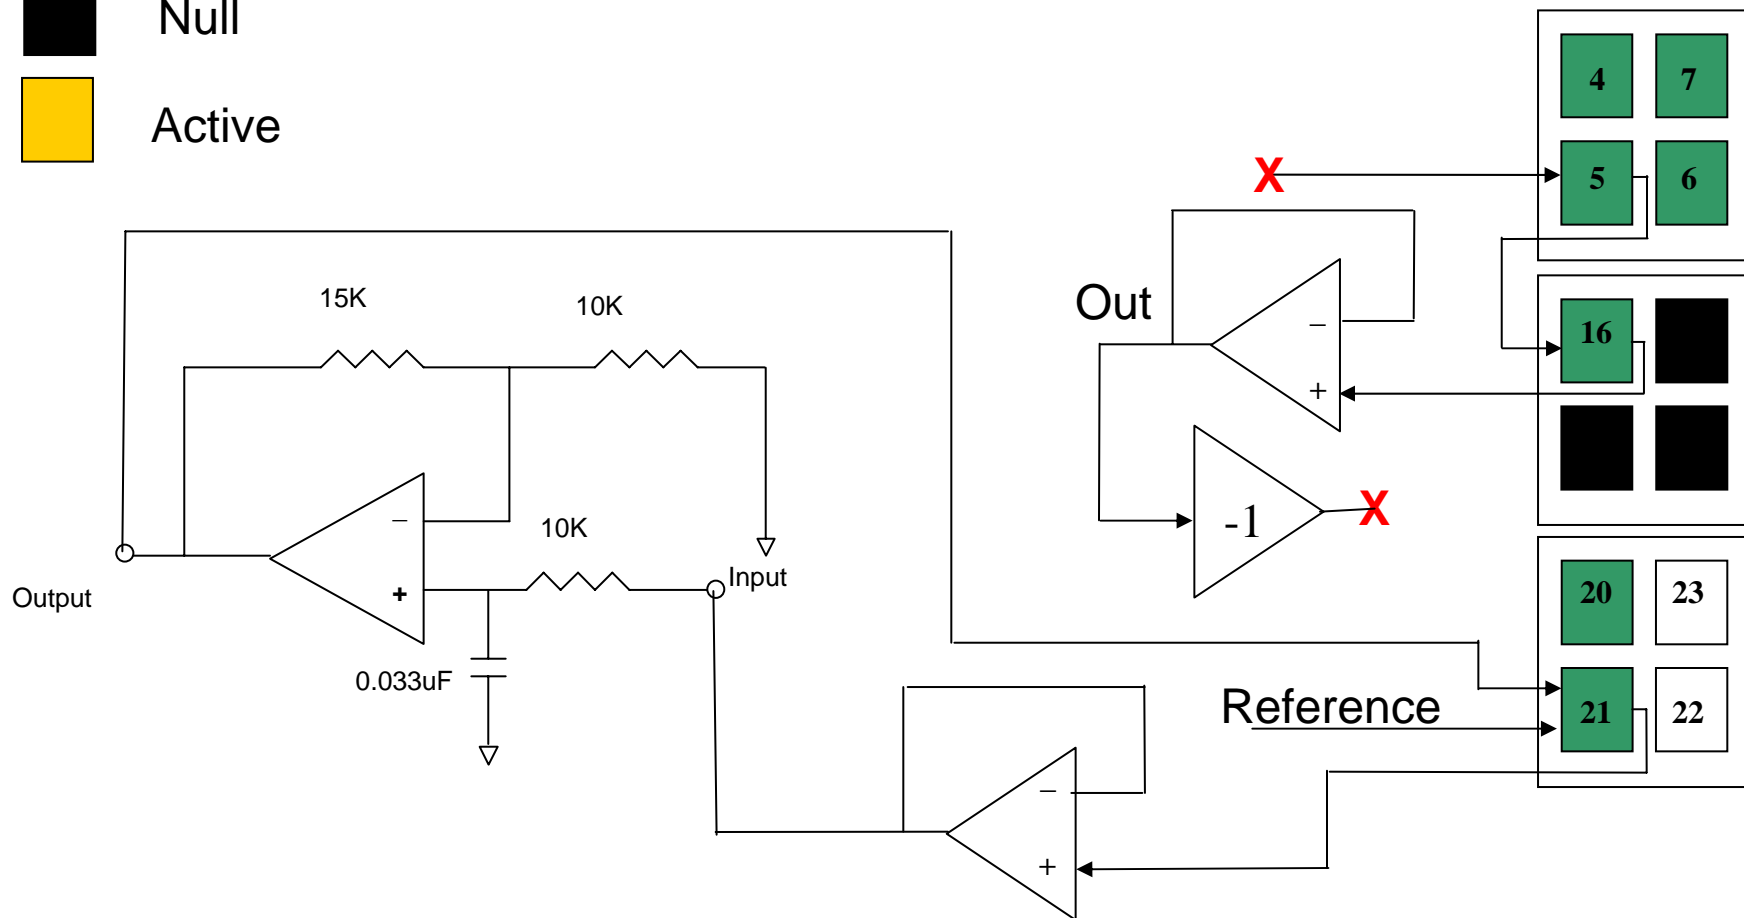 Null
Active
4 7
5 6
X
15K
10K
Out
−
+
16
−
10K
-1
X
+
Input
Output
20 23
0.033uF
Reference
21 22
−
+